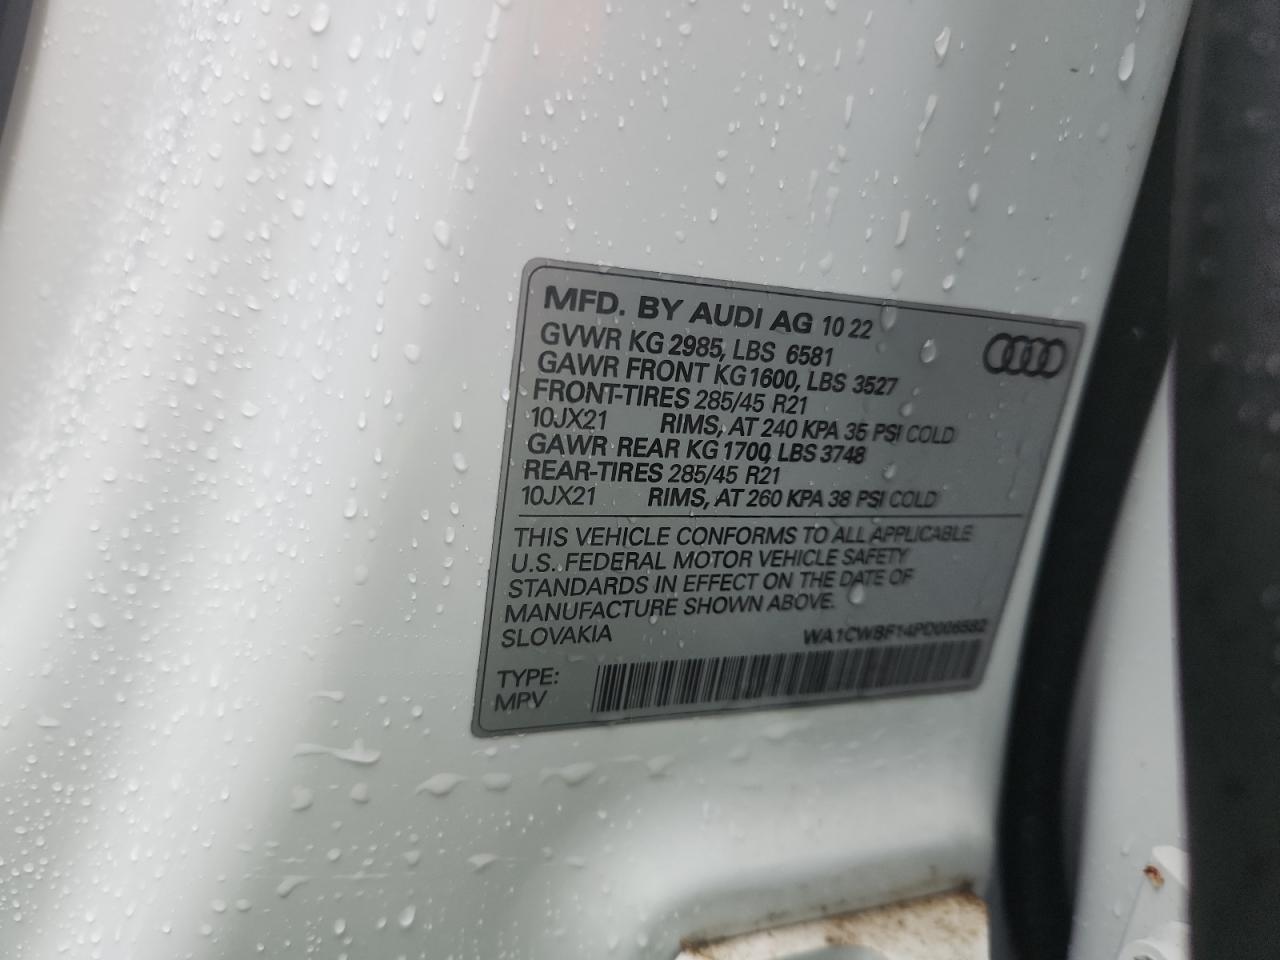 MFD. BY AUDI AG 10 22
GVWR KG 2985, LBS 6581
GAWR FRONT KG 1600, LBS 3527
FRONT-TIRES 285/45 R21
10JX21 RIMS, AT 240 KPA 35 PSI COLD
GAWR REAR KG 1700, LBS 3748
REAR-TIRES 285/45 R21
10JX21 RIMS, AT 260 KPA 38 PSI COLD
THIS VEHICLE CONFORMS TO ALL APPLICABLE
U.S. FEDERAL MOTOR VEHICLE SAFETY
STANDARDS IN EFFECT ON THE DATE OF
MANUFACTURE SHOWN ABOVE.
SLOVAKIA
TYPE:
MPV